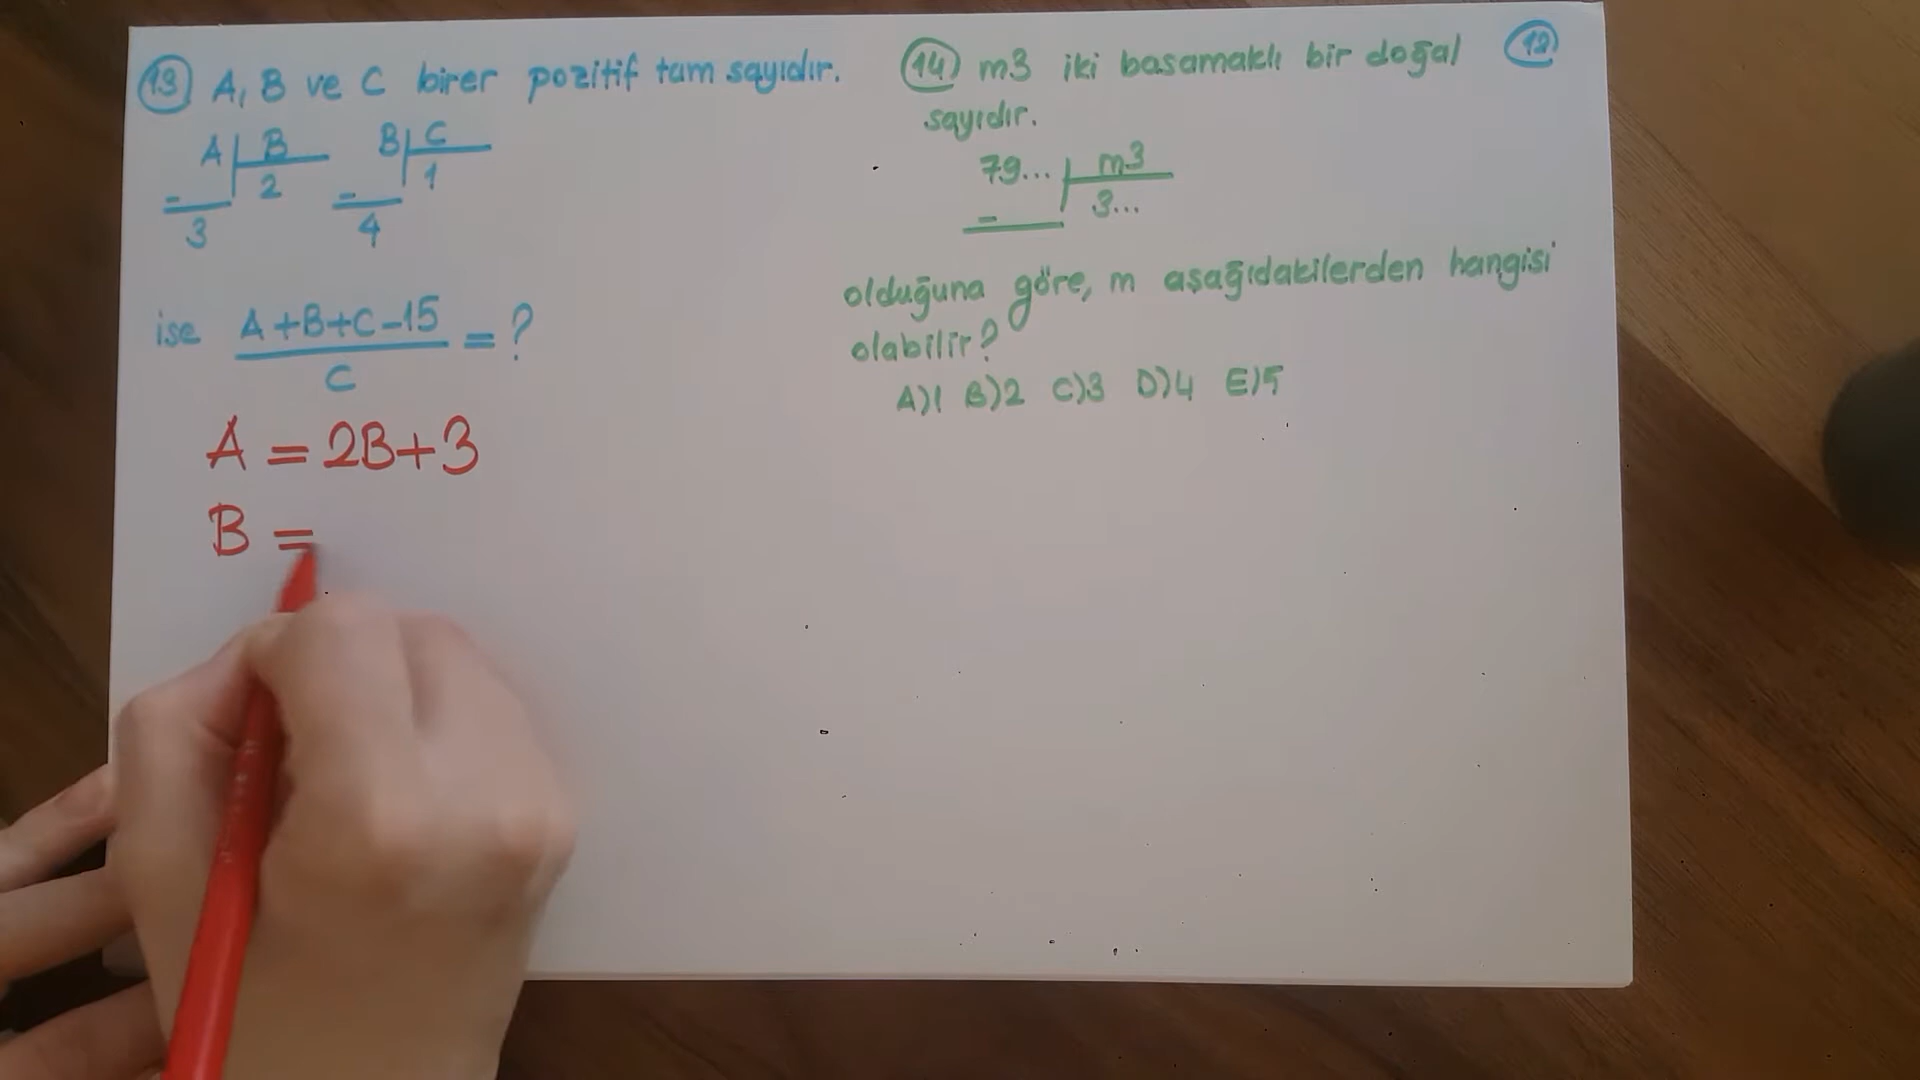 13 A, B ve C birer pozitif tam sayıdır.
A B
2
- 3
B C
1
- 4
ise A+B+C-15 = ?
C
A = 2B+3
B =
14 m3 iki basamaklı bir doğal
sayıdır.
79... m3
3...
-
olduğuna göre, m aşağıdakilerden hangisi
olabilir?
A)1 B)2 C)3 D)4 E)5
12